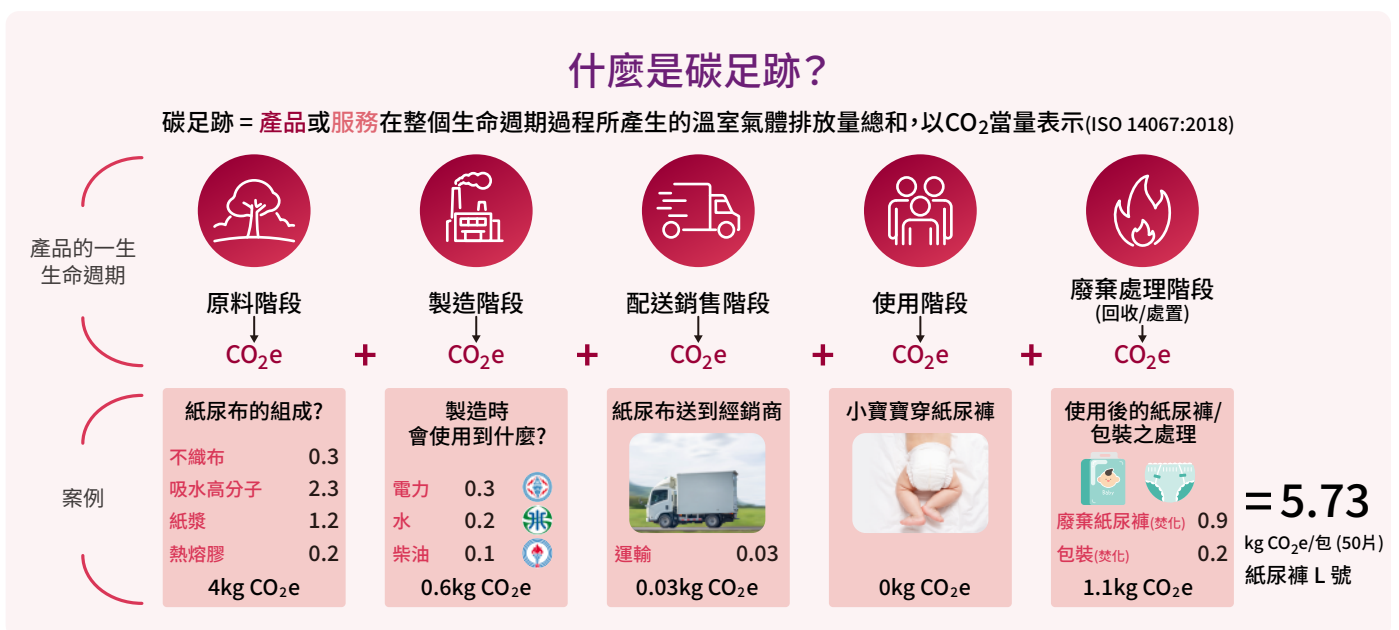 什麼是碳足跡？
碳足跡 = 產品或服務在整個生命週期過程所產生的溫室氣體排放量總和，以CO₂當量表示(ISO 14067:2018)
產品的一生
生命週期
原料階段
CO₂e
+
製造階段
CO₂e
+
配送銷售階段
CO₂e
+
使用階段
CO₂e
+
廢棄處理階段
(回收/處置)
CO₂e
案例
紙尿布的組成?
不織布 0.3
吸水高分子 2.3
紙漿 1.2
熱熔膠 0.2
4kg CO₂e
製造時
會使用到什麼?
電力 0.3
水 0.2
柴油 0.1
0.6kg CO₂e
紙尿布送到經銷商
運輸 0.03
0.03kg CO₂e
小寶寶穿紙尿褲
0kg CO₂e
使用後的紙尿褲/
包裝之處理
廢棄紙尿褲(焚化) 0.9
包裝(焚化) 0.2
1.1kg CO₂e
=5.73
kg CO₂e/包 (50片)
紙尿褲 L 號